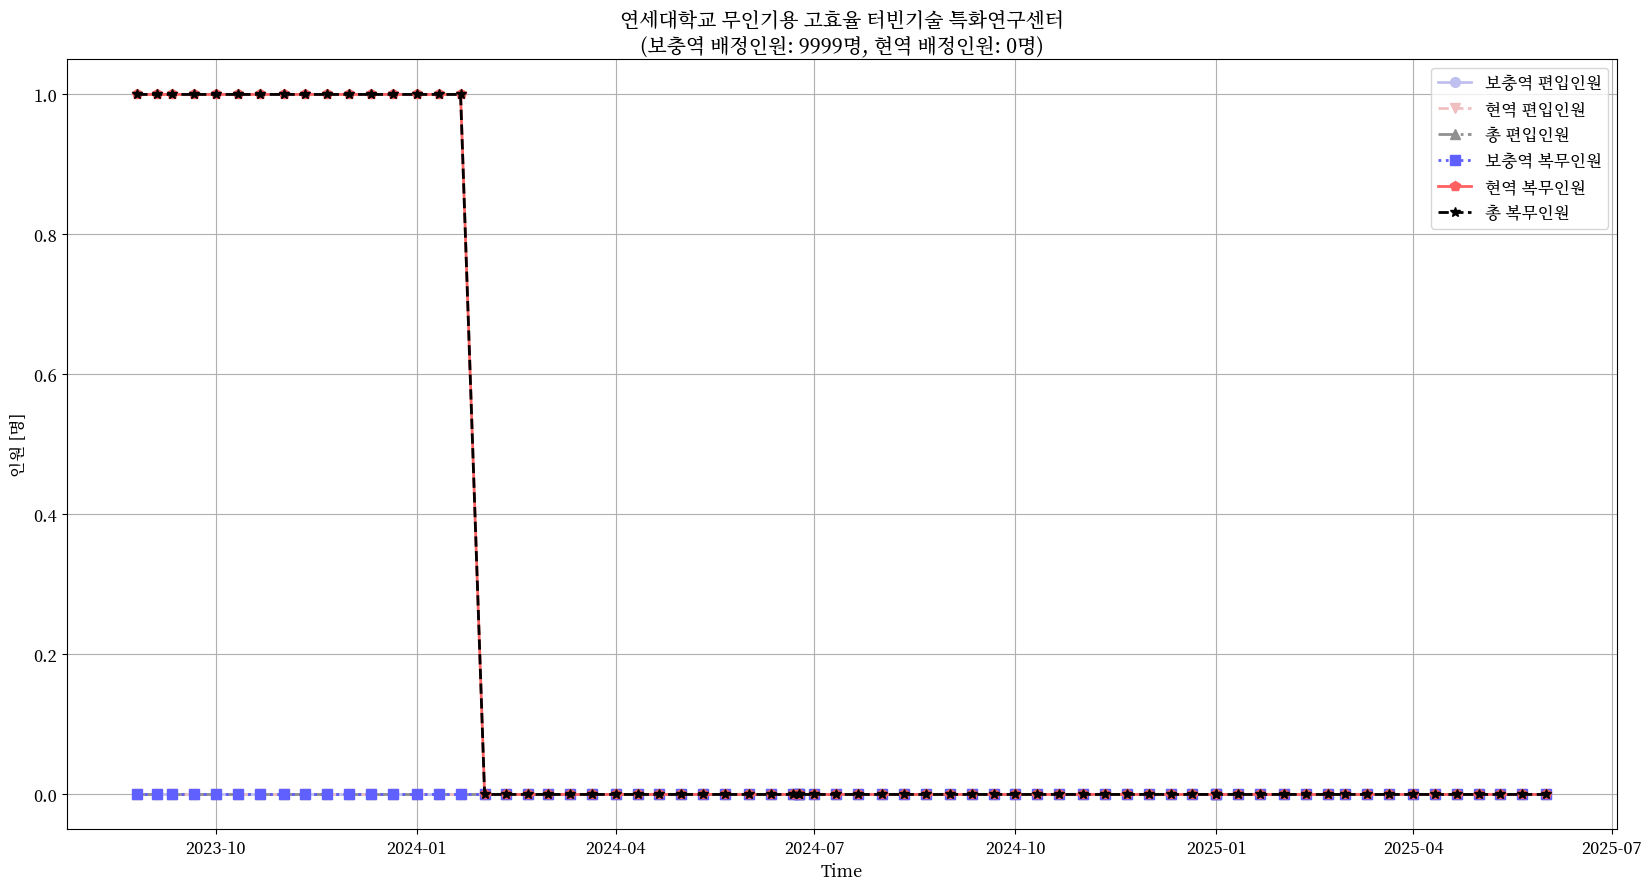 연세대학교 무인기용 고효율 터빈기술 특화연구센터
(보충역 배정인원: 9999명, 현역 배정인원: 0명)
보충역 편입인원
현역 편입인원
총 편입인원
보충역 복무인원
현역 복무인원
총 복무인원
인원 [명]
1.0
0.8
0.6
0.4
0.2
0.0
2023-10
2024-01
2024-04
2024-07
2024-10
2025-01
2025-04
2025-07
Time